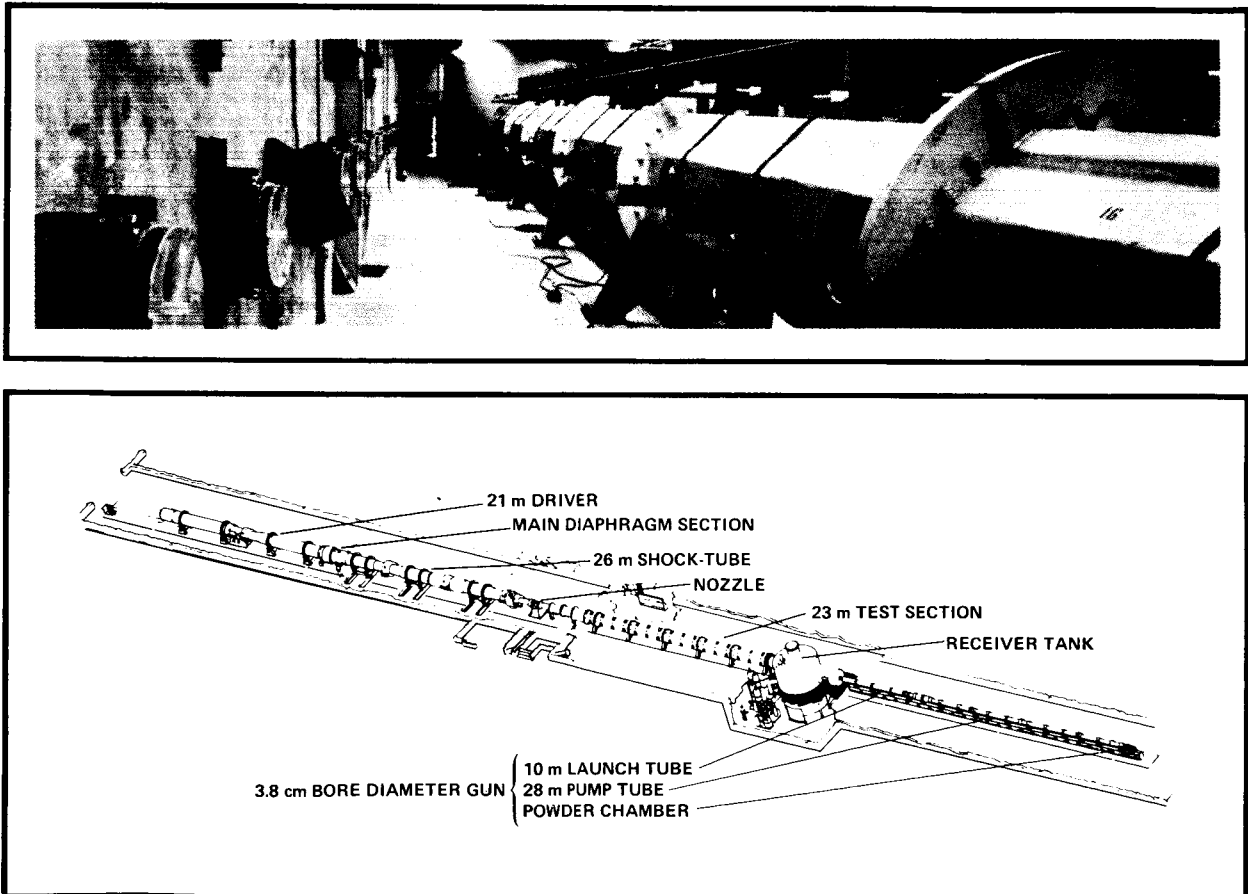 16
21 m DRIVER
MAIN DIAPHRAGM SECTION
26 m SHOCK-TUBE
NOZZLE
23 m TEST SECTION
RECEIVER TANK
3.8 cm BORE DIAMETER GUN
10 m LAUNCH TUBE
28 m PUMP TUBE
POWDER CHAMBER